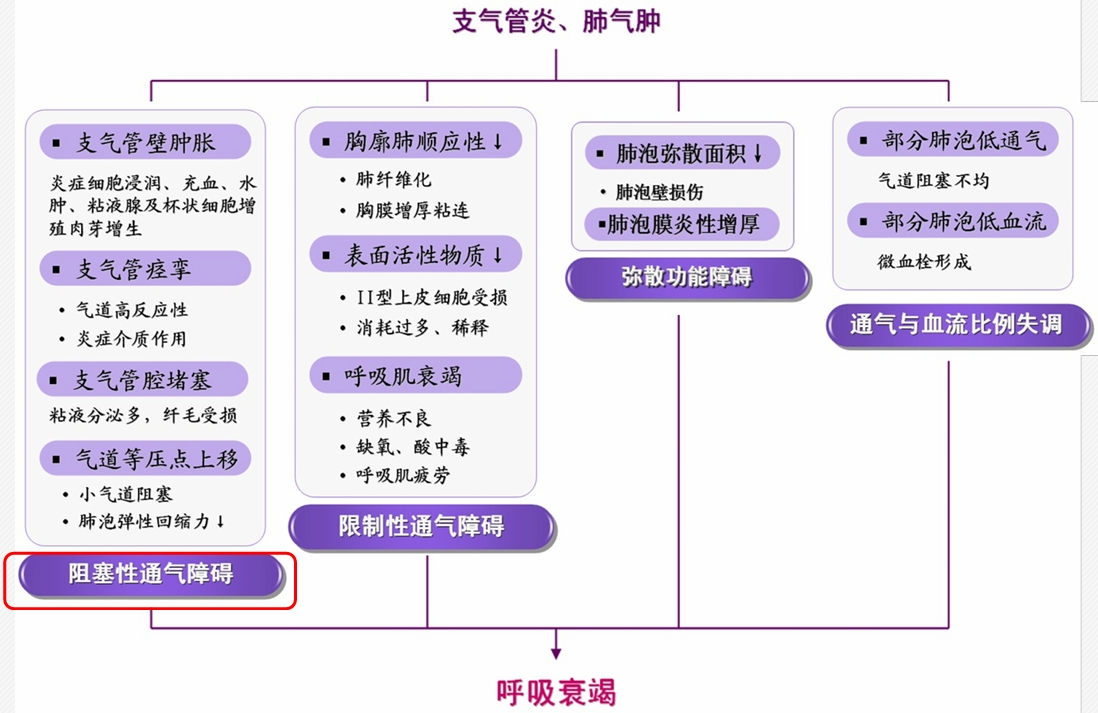 支气管炎、肺气肿
▪ 支气管壁肿胀
炎症细胞浸润、充血、水
肿、粘液腺及杯状细胞增
殖肉芽增生
▪ 支气管痉挛
• 气道高反应性
• 炎症介质作用
▪ 支气管腔堵塞
粘液分泌多，纤毛受损
▪ 气道等压点上移
• 小气道阻塞
• 肺泡弹性回缩力↓
阻塞性通气障碍
▪ 胸廓肺顺应性↓
• 肺纤维化
• 胸膜增厚粘连
▪ 表面活性物质↓
• II型上皮细胞受损
• 消耗过多、稀释
▪ 呼吸肌衰竭
• 营养不良
• 缺氧、酸中毒
• 呼吸肌疲劳
限制性通气障碍
▪ 肺泡弥散面积↓
• 肺泡壁损伤
▪肺泡膜炎性增厚
弥散功能障碍
▪ 部分肺泡低通气
气道阻塞不均
▪ 部分肺泡低血流
微血栓形成
通气与血流比例失调
呼吸衰竭